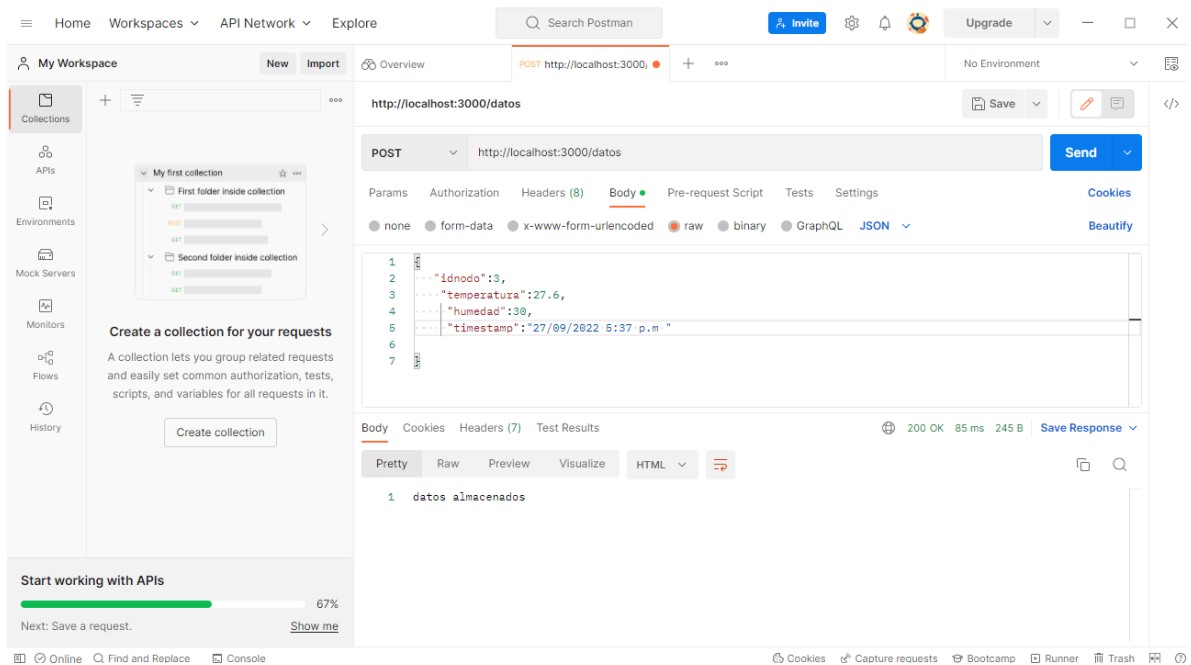 Home Workspaces API Network Explore Search Postman Invite Upgrade
My Workspace New Import Overview POST http://localhost:3000/ No Environment
Collections
APIs
Environments
Mock Servers
Monitors
Flows
History
My first collection
First folder inside collection
GET
POST
GET
Second folder inside collection
GET
GET
Create a collection for your requests
A collection lets you group related requests
and easily set common authorization, tests,
scripts, and variables for all requests in it.
Create collection
Start working with APIs
67%
Next: Save a request. Show me
http://localhost:3000/datos Save
POST http://localhost:3000/datos Send
Params Authorization Headers (8) Body Pre-request Script Tests Settings Cookies
none form-data x-www-form-urlencoded raw binary GraphQL JSON Beautify
1 {
2 "idnodo":3,
3 "temperatura":27.6,
4 "humedad":30,
5 "timestamp":"27/09/2022 5:37 p.m "
6
7 }
Body Cookies Headers (7) Test Results 200 OK 85 ms 245 B Save Response
Pretty Raw Preview Visualize HTML
1 datos almacenados
Online Find and Replace Console Cookies Capture requests Bootcamp Runner Trash